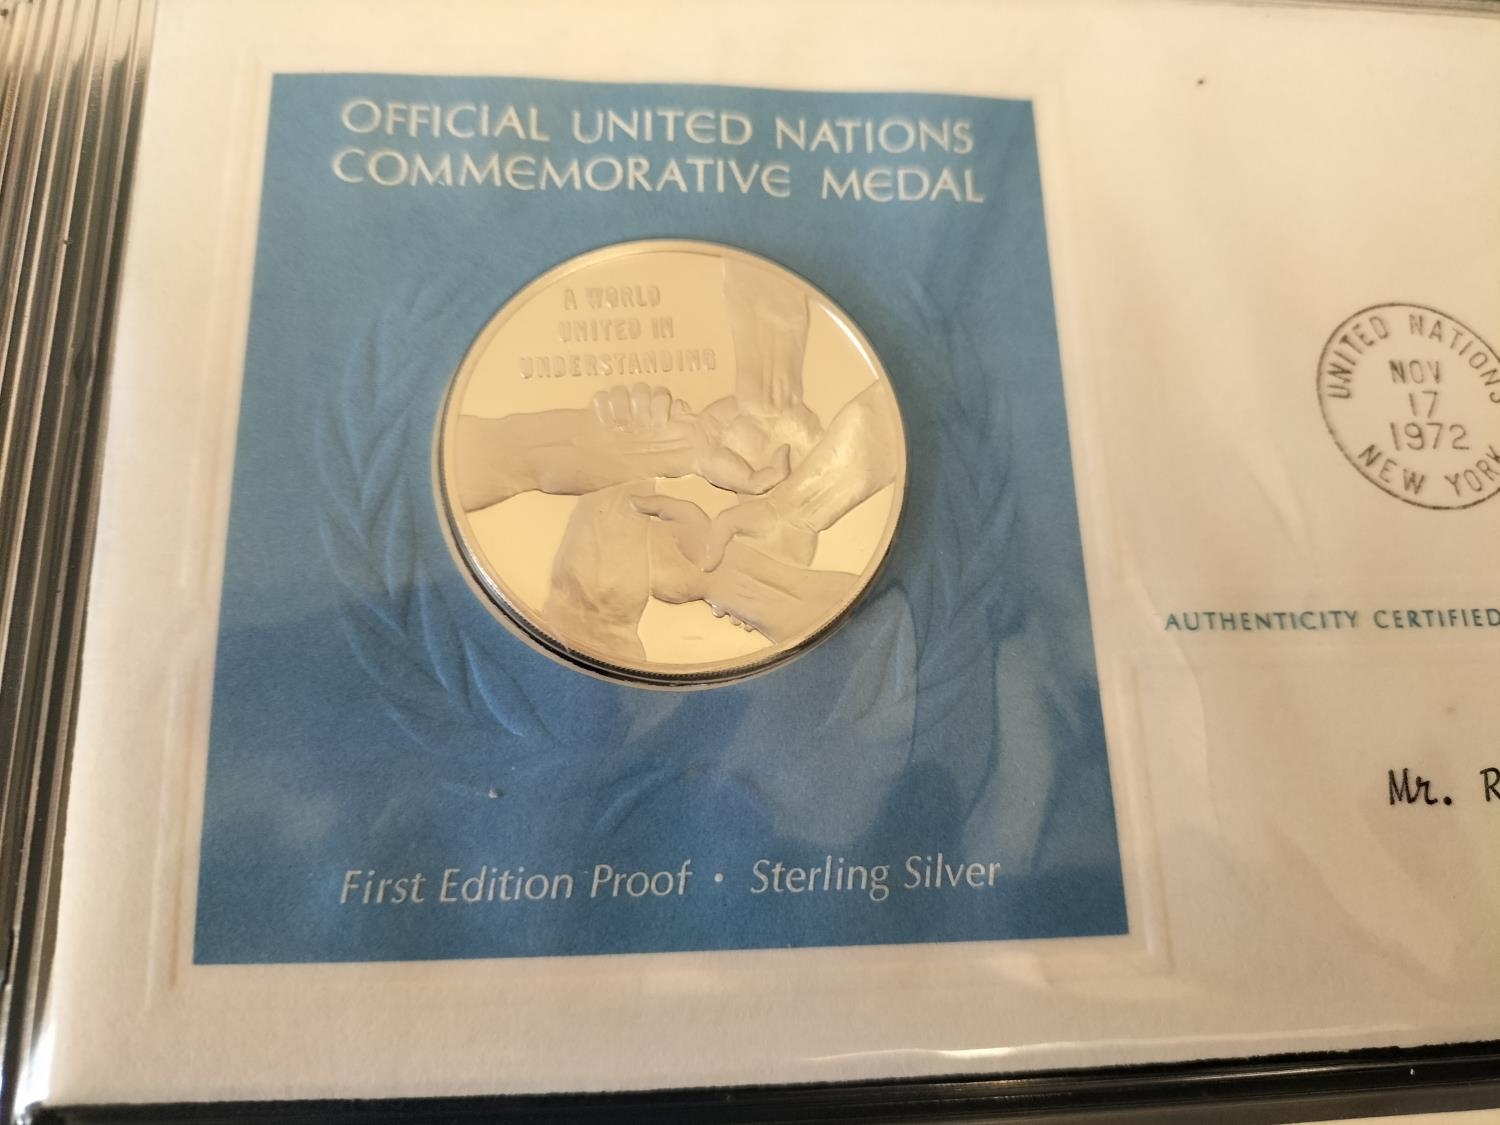 OFFICIAL UNITED NATIONS
COMMEMORATIVE MEDAL
A WORLD
UNITED IN
UNDERSTANDING
First Edition Proof · Sterling Silver
UNITED NATIONS
NOV
17
1972
NEW YORK
AUTHENTICITY CERTIFIED
Mr. R